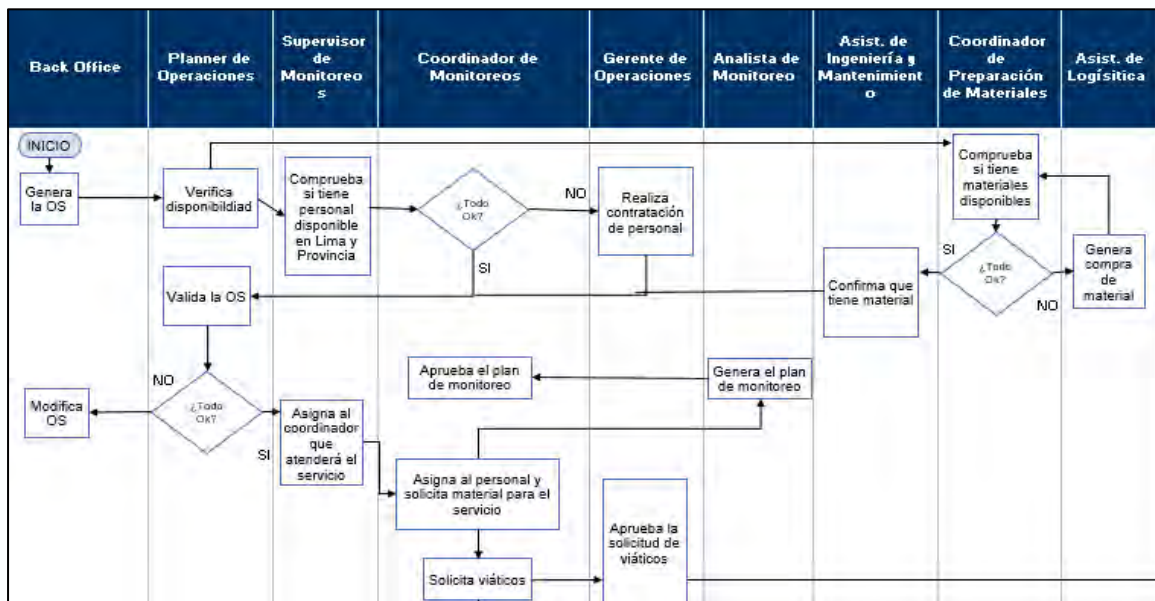 Back Office
Planner de
Operaciones
Supervisor
de
Monitoreo
s
Coordinador de
Monitoreos
Gerente de
Operaciones
Analista de
Monitoreo
Asist. de
Ingeniería y
Mantenimient
o
Coordinador
de
Preparación
de Materiales
Asist. de
Logísitica
INICIO
Genera
la OS
Verifica
disponibildiad
Comprueba
si tiene
personal
disponible
en Lima y
Provincia
¿Todo
Ok?
NO
SI
Realiza
contratación
de personal
Comprueba
si tiene
materiales
disponibles
SI
¿Todo
Ok?
NO
Genera
compra
de
material
Confirma que
tiene material
Valida la OS
Aprueba el plan
de monitoreo
Genera el plan
de monitoreo
NO
¿Todo
Ok?
SI
Modifica
OS
Asigna al
coordinador
que
atenderá el
servicio
Asigna al personal y
solicita material para el
servicio
Aprueba la
solicitud de
viáticos
Solicita viáticos